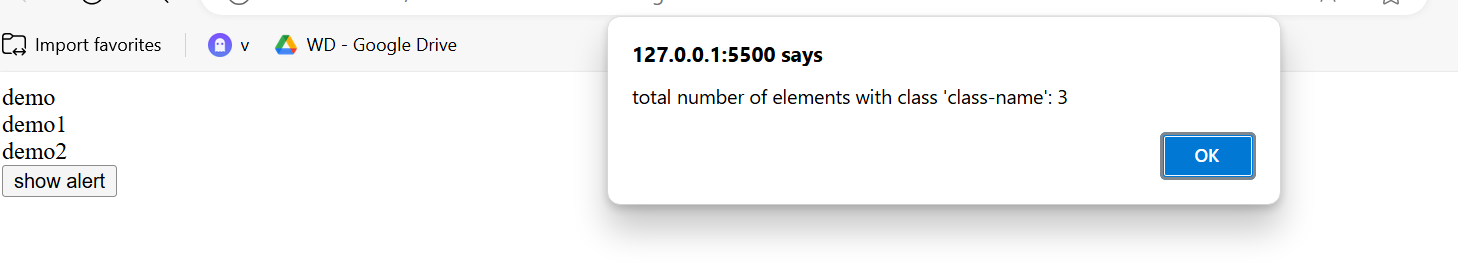 Import favorites
v
WD - Google Drive
127.0.0.1:5500 says
total number of elements with class 'class-name': 3
OK
demo
demo1
demo2
show alert